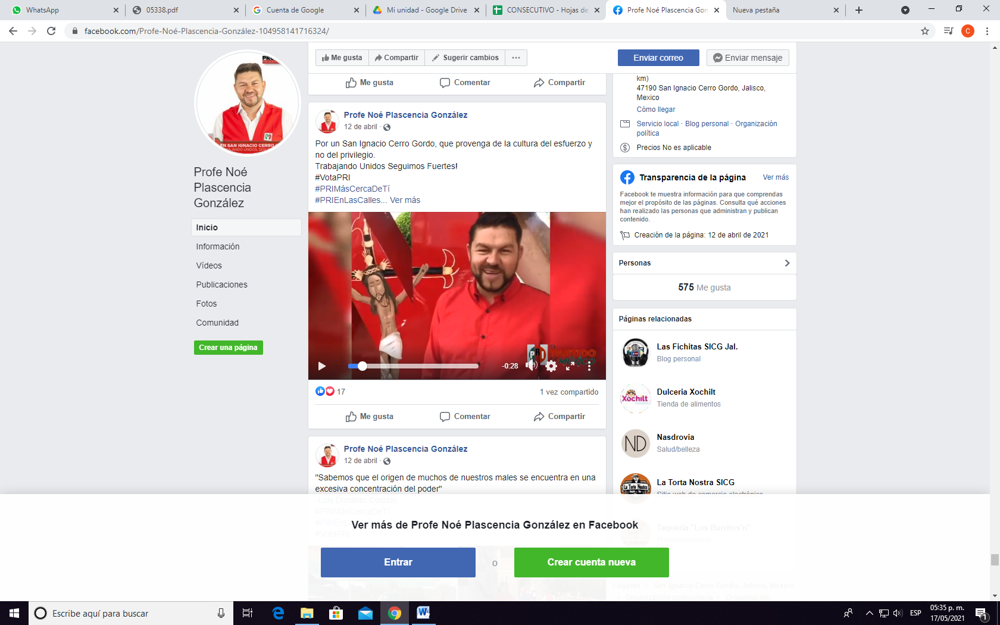 WhatsApp
05338.pdf
Cuenta de Google
Mi unidad - Google Drive
CONSECUTIVO - Hojas de
Profe Noé Plascencia Gon
Nueva pestaña
facebook.com/Profe-Noé-Plascencia-González-104958141716324/
C
Me gusta
Compartir
Sugerir cambios
Enviar correo
Enviar mensaje
Me gusta
Comentar
Compartir
EN SAN IGNACIO CERRO
Profe Noé
Plascencia
González
Inicio
Información
Vídeos
Publicaciones
Fotos
Comunidad
Crear una página
Profe Noé Plascencia González
12 de abril ·
Por un San Ignacio Cerro Gordo, que provenga de la cultura del esfuerzo y
no del privilegio.
Trabajando Unidos Seguimos Fuertes!
#VotaPRI
#PRIMásCercaDeTí
#PRIEnLasCalles... Ver más
PRI
-0:28
17
1 vez compartido
Me gusta
Comentar
Compartir
Profe Noé Plascencia González
12 de abril ·
"Sabemos que el origen de muchos de nuestros males se encuentra en una
excesiva concentración del poder"
-Luis Donaldo Colosio
#PRIMásCercaDeTí
#VotaPRI
km)
47190 San Ignacio Cerro Gordo, Jalisco,
Mexico
Cómo llegar
Servicio local · Blog personal · Organización
política
Precios No es aplicable
Transparencia de la página
Ver más
Facebook te muestra información para que comprendas
mejor el propósito de las páginas. Consulta qué acciones
han realizado las personas que administran y publican
contenido.
Creación de la página: 12 de abril de 2021
Personas
575 Me gusta
Páginas relacionadas
Las Fichitas SICG Jal.
Blog personal
Xochilt
Dulceria Xochilt
Tienda de alimentos
ND
Nasdrovia
Salud/belleza
La Torta Nostra
La Torta Nostra SICG
Sitio web de comercio electrónico
Taqueria "Los Burritos'n"
Lugares
San Ignacio Cerro Gordo, Jalisco, Mexico
Organización comunitaria
Organización
Ver más de Profe Noé Plascencia González en Facebook
Entrar
o
Crear cuenta nueva
Escribe aquí para buscar
ESP
05:35 p. m.
17/05/2021
1